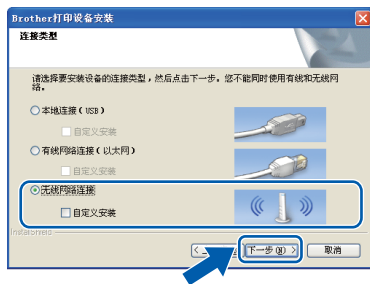 Brother打印设备安装
连接类型
请选择要安装设备的连接类型，然后点击下一步。您不能同时使用有线和无线网
络。
本地连接（USB）
自定义安装
有线网路连接（以太网）
自定义安装
无线网路连接
自定义安装
InstallShield
< 下一步(N) > 取消